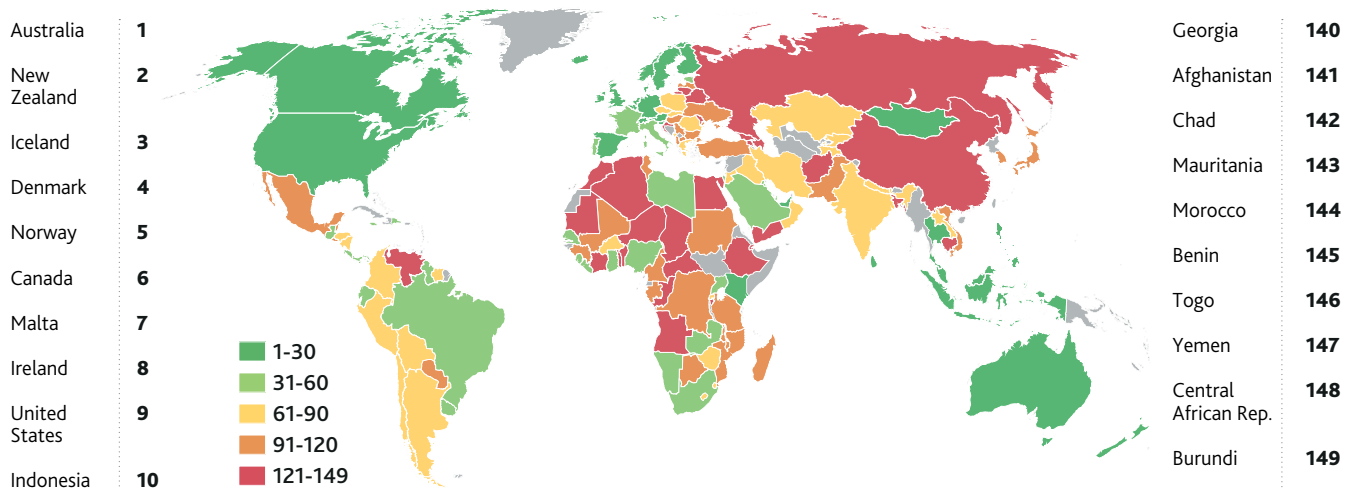 Australia 1
New
Zealand 2
Iceland 3
Denmark 4
Norway 5
Canada 6
Malta 7
Ireland 8
United
States 9
Indonesia 10
1-30
31-60
61-90
91-120
121-149
Georgia 140
Afghanistan 141
Chad 142
Mauritania 143
Morocco 144
Benin 145
Togo 146
Yemen 147
Central
African Rep. 148
Burundi 149